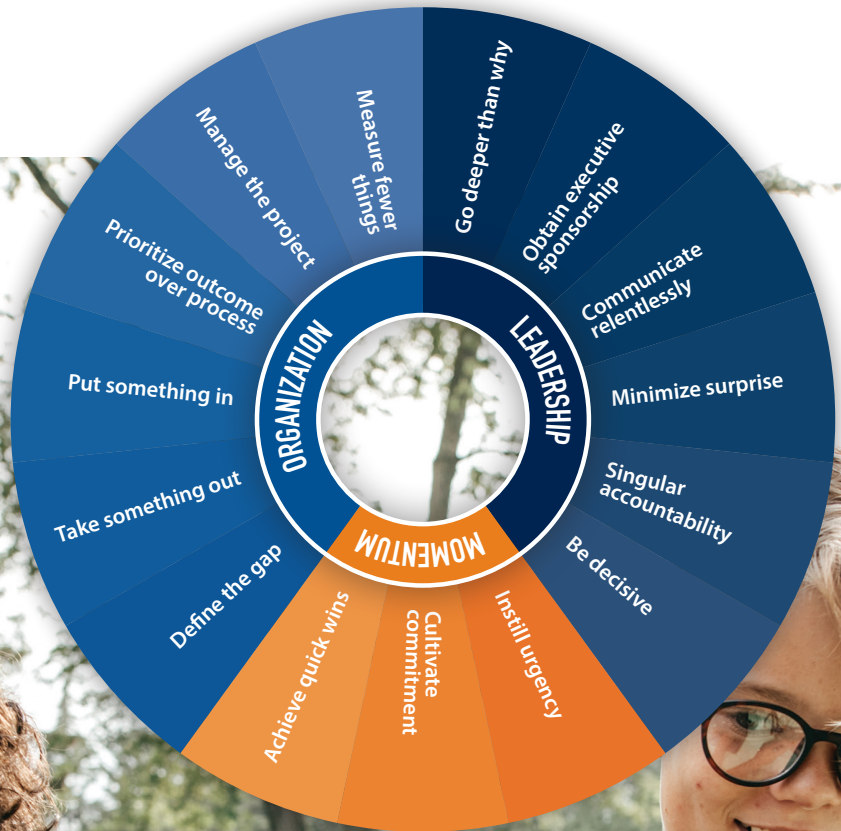 LEADERSHIP
Go deeper than why
Obtain executive
sponsorship
Communicate
relentlessly
Minimize surprise
Singular
accountability
Be decisive
MOMENTUM
Instill urgency
Cultivate
commitment
Achieve quick wins
ORGANIZATION
Define the gap
Take something out
Put something in
Prioritize outcome
over process
Manage the project
Measure fewer
things